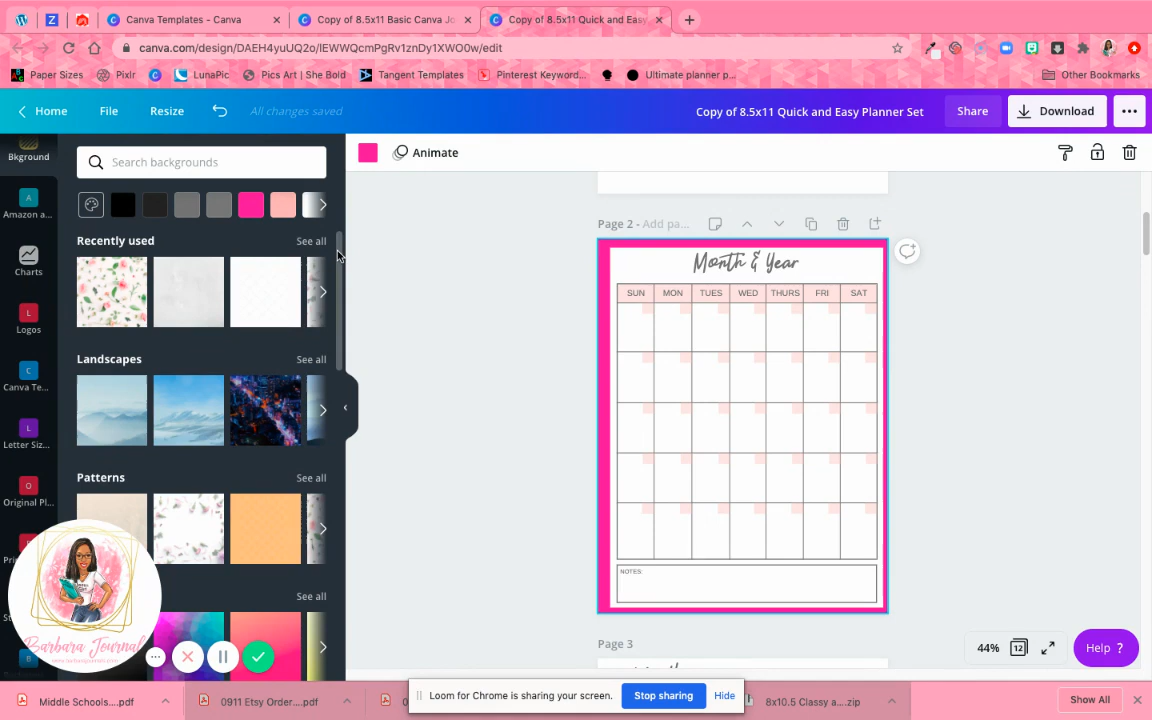 Canva Templates - Canva
Copy of 8.5x11 Basic Canva Jo
Copy of 8.5x11 Quick and Easy
canva.com/design/DAEH4yuUQ2o/lEWWQcmPgRv1znDy1XWO0w/edit
Paper Sizes
Pixlr
LunaPic
Pics Art | She Bold
Tangent Templates
Pinterest Keyword...
Ultimate planner p...
Other Bookmarks
Home
File
Resize
All changes saved
Copy of 8.5x11 Quick and Easy Planner Set
Share
Download
Bkground
Search backgrounds
Animate
Amazon a...
Charts
Logos
Canva Te...
Letter Siz...
Original Pl...
Recently used
See all
Landscapes
See all
Patterns
See all
See all
Page 2 - Add pa...
Month & Year
SUN MON TUES WED THURS FRI SAT
NOTES:
Page 3
Barbara Journal
44%
12
Help ?
Middle Schools....pdf
0911 Etsy Order....pdf
Loom for Chrome is sharing your screen.
Stop sharing
Hide
8x10.5 Classy a....zip
Show All